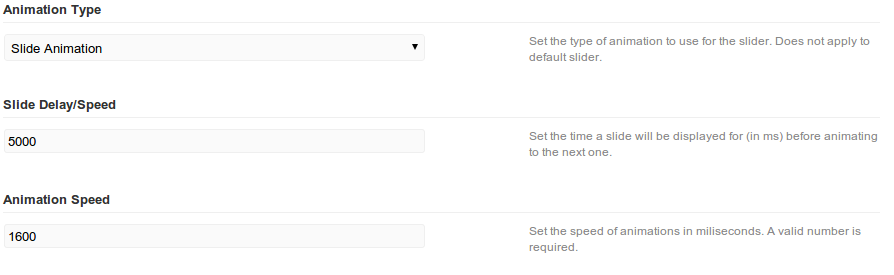 Animation Type
Slide Animation
Set the type of animation to use for the slider. Does not apply to
default slider.
Slide Delay/Speed
5000
Set the time a slide will be displayed for (in ms) before animating
to the next one.
Animation Speed
1600
Set the speed of animations in miliseconds. A valid number is
required.